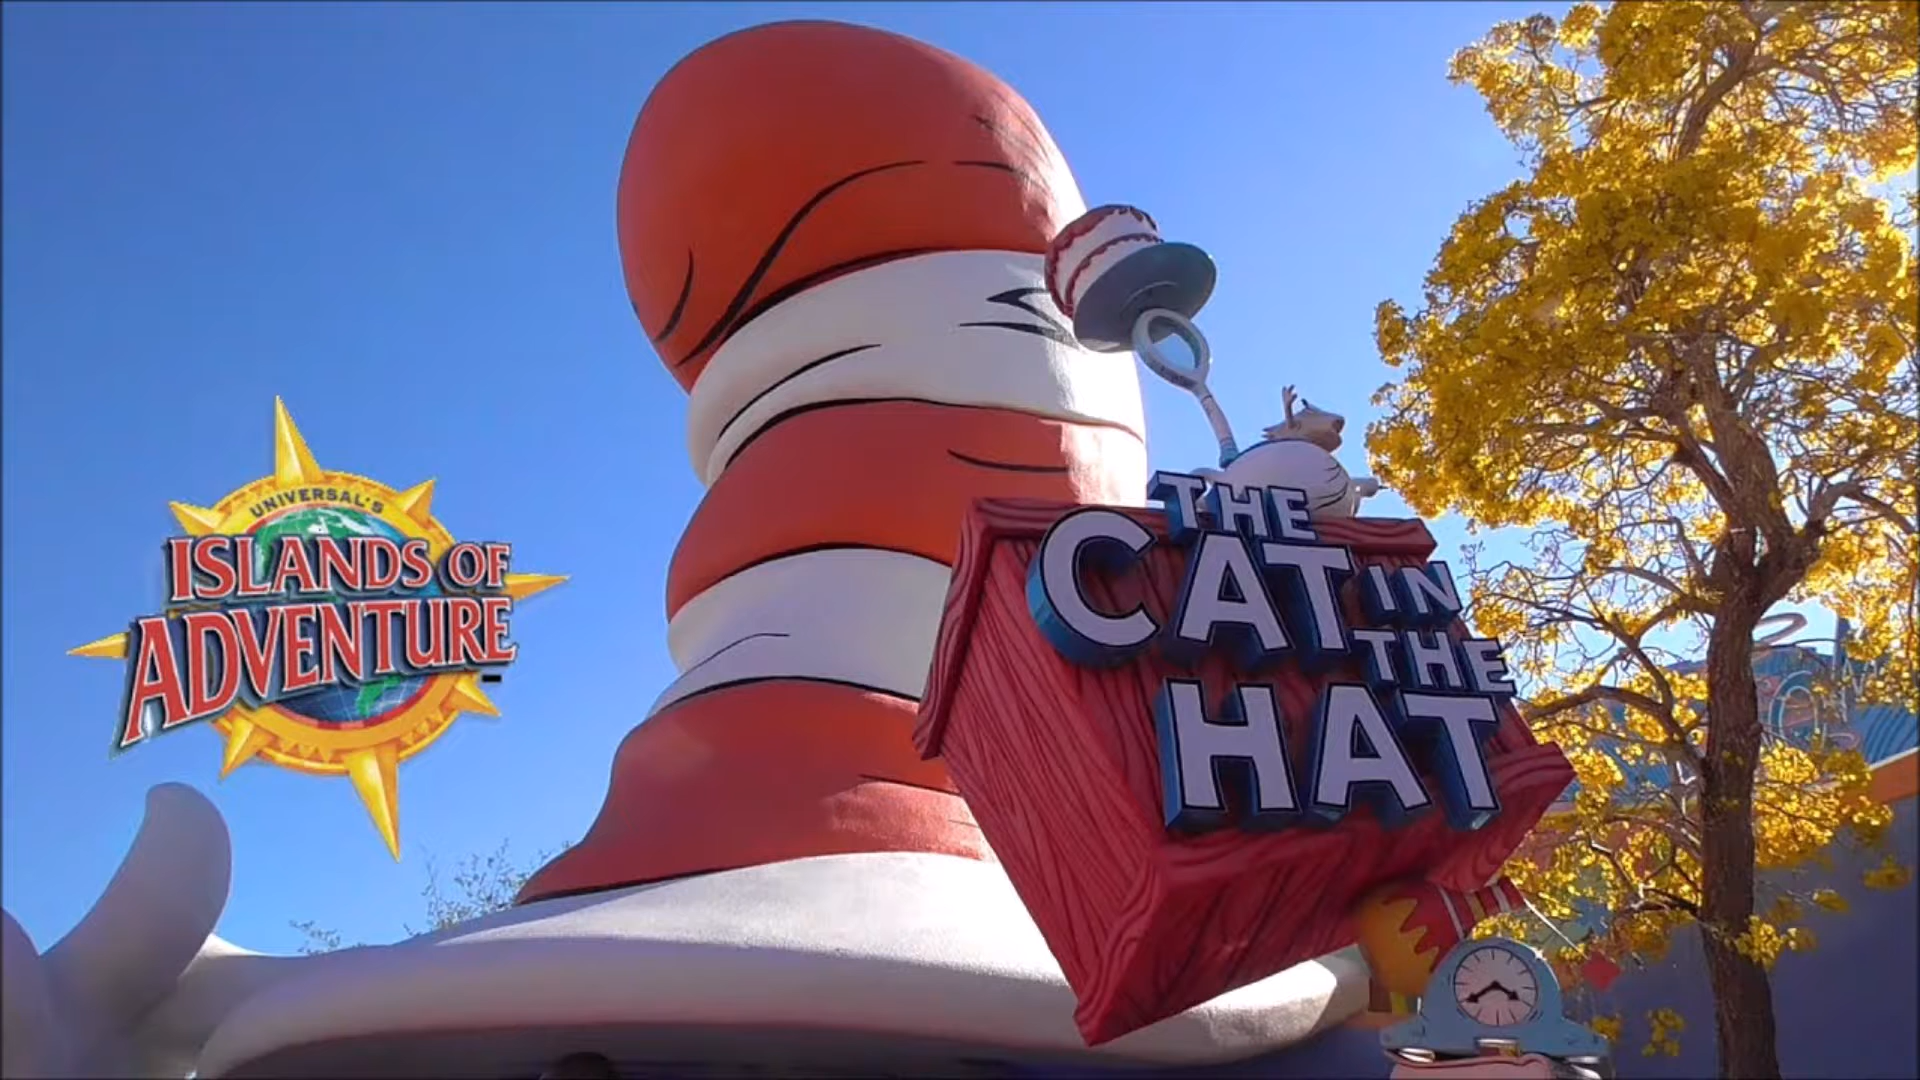 UNIVERSAL'S
ISLANDS OF
ADVENTURE
THE
CAT IN
THE
HAT